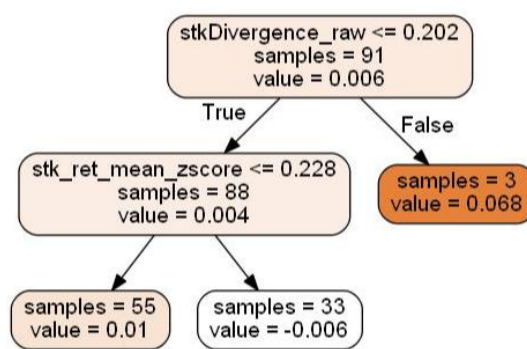 stkDivergence_raw <= 0.202
samples = 91
value = 0.006
True
False
stk_ret_mean_zscore <= 0.228
samples = 88
value = 0.004
samples = 3
value = 0.068
samples = 55
value = 0.01
samples = 33
value = -0.006